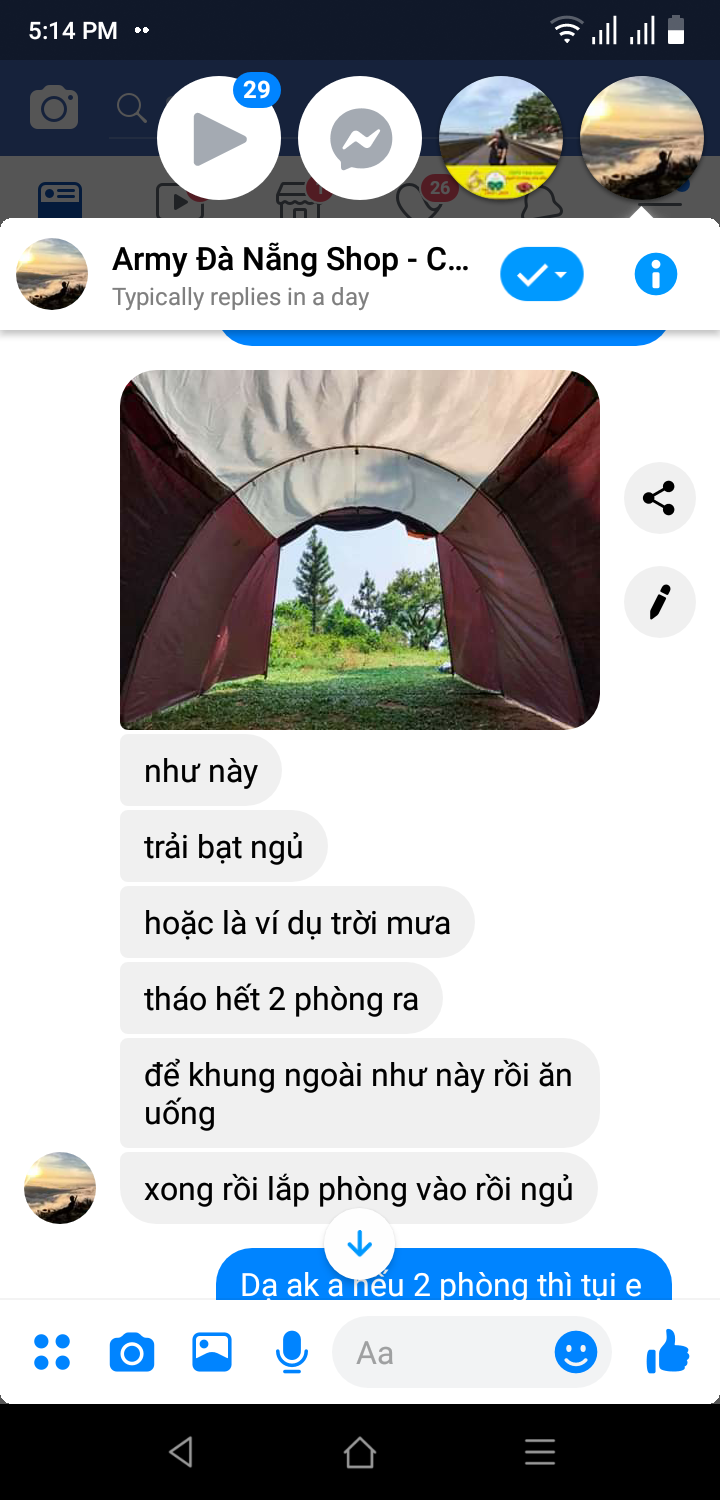 5:14 PM
29
1
26
Army Đà Nẵng Shop - C...
Typically replies in a day
như này
trải bạt ngủ
hoặc là ví dụ trời mưa
tháo hết 2 phòng ra
để khung ngoài như này rồi ăn
uống
xong rồi lắp phòng vào rồi ngủ
Dạ ak a nếu 2 phòng thì tụi e
Aa